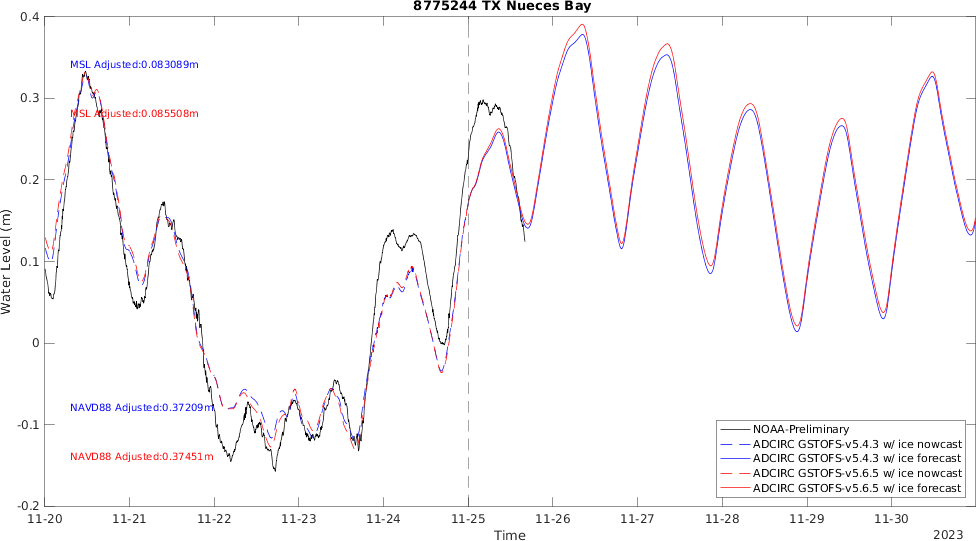 8775244 TX Nueces Bay
0.4
0.3
0.2
0.1
0
-0.1
-0.2
Water Level (m)
MSL Adjusted:0.083089m
MSL Adjusted:0.085508m
NAVD88 Adjusted:0.37209m
NAVD88 Adjusted:0.37451m
NOAA-Preliminary
ADCIRC GSTOFS-v5.4.3 w/ ice nowcast
ADCIRC GSTOFS-v5.4.3 w/ ice forecast
ADCIRC GSTOFS-v5.6.5 w/ ice nowcast
ADCIRC GSTOFS-v5.6.5 w/ ice forecast
11-20 11-21 11-22 11-23 11-24 11-25 11-26 11-27 11-28 11-29 11-30
Time
2023